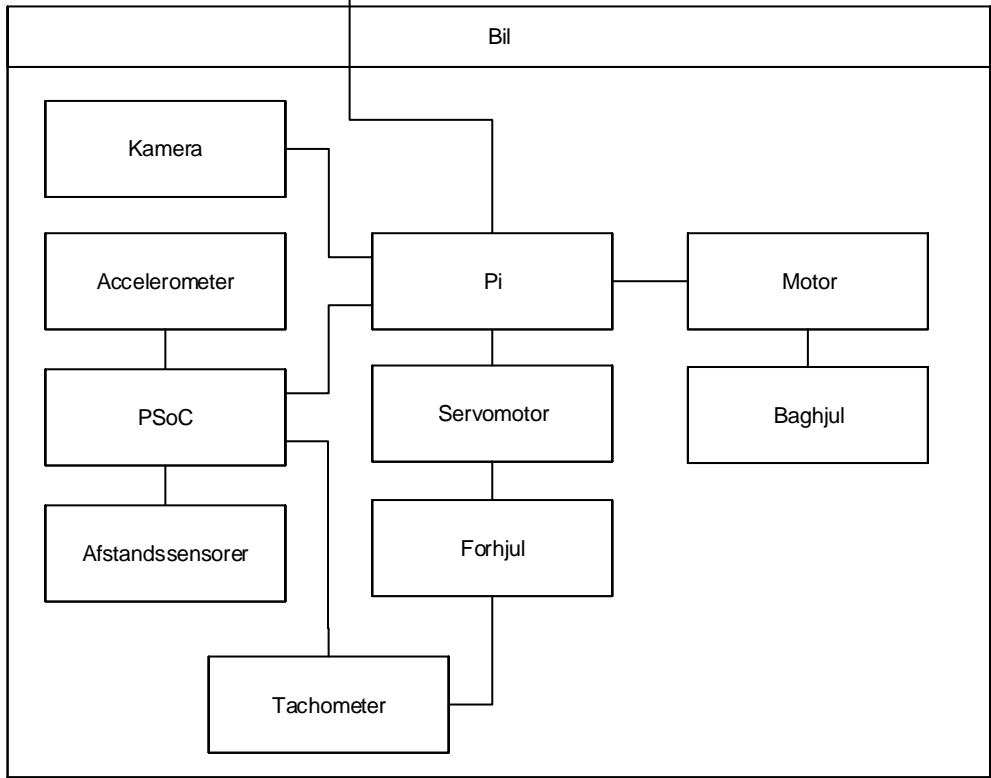 Bil
Kamera
Accelerometer
Pi
Motor
PSoC
Servomotor
Baghjul
Afstandssensorer
Forhjul
Tachometer